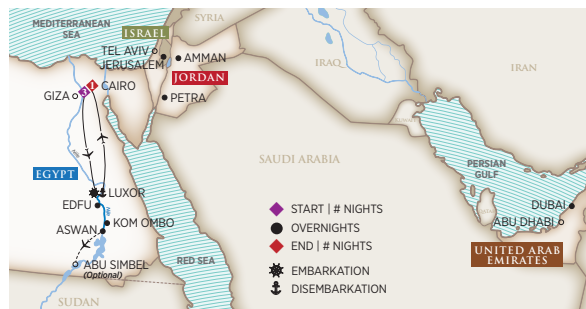 MEDITERRANEAN
SEA
SYRIA
ISRAEL
TEL AVIV
JERUSALEM
AMMAN
JORDAN
PETRA
IRAQ
IRAN
3
1
CAIRO
GIZA
EGYPT
LUXOR
EDFU
KOM OMBO
ASWAN
ABU SIMBEL
(Optional)
SUDAN
RED SEA
SAUDI ARABIA
PERSIAN
GULF
DUBAI
ABU DHABI
UNITED ARAB
EMIRATES
START | # NIGHTS
OVERNIGHTS
END | # NIGHTS
EMBARKATION
DISEMBARKATION